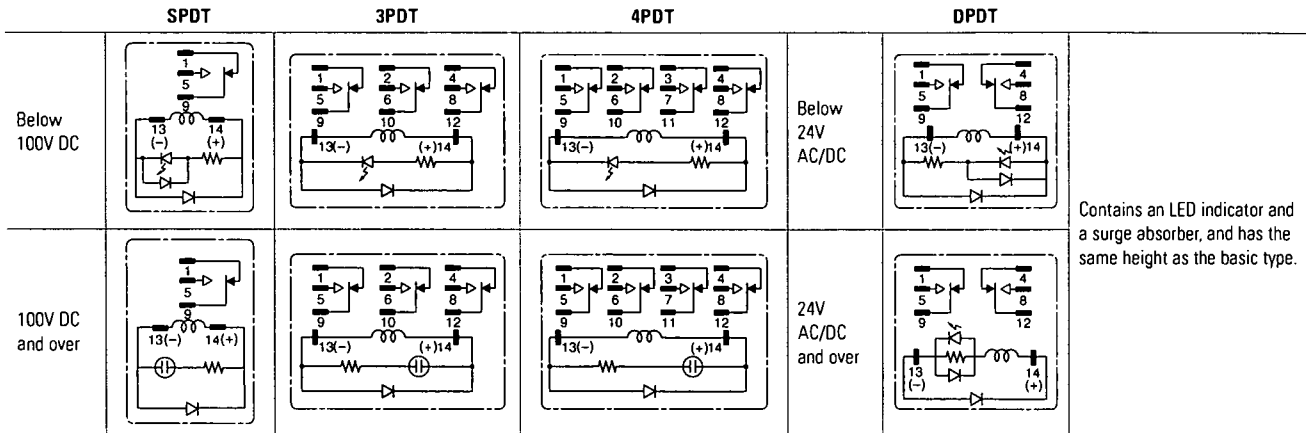 SPDT 3PDT 4PDT DPDT
Below
100V DC
1
5
9
13 14
(−) (+)
1 2 4
5 6 8
9 10 12
13(−) (+)14
1 2 3 4
5 6 7 8
9 10 11 12
13(−) (+)14
Below
24V
AC/DC
1 4
5 8
9 12
13(−) (+)14
Contains an LED indicator and
a surge absorber, and has the
same height as the basic type.
100V DC
and over
1
5
9
13(−) 14(+)
1 2 4
5 6 8
9 10 12
13(−) (+)14
1 2 3 4
5 6 7 8
9 10 11 12
13(−) (+)14
24V
AC/DC
and over
1 4
5 8
9 12
13 14
(−) (+)